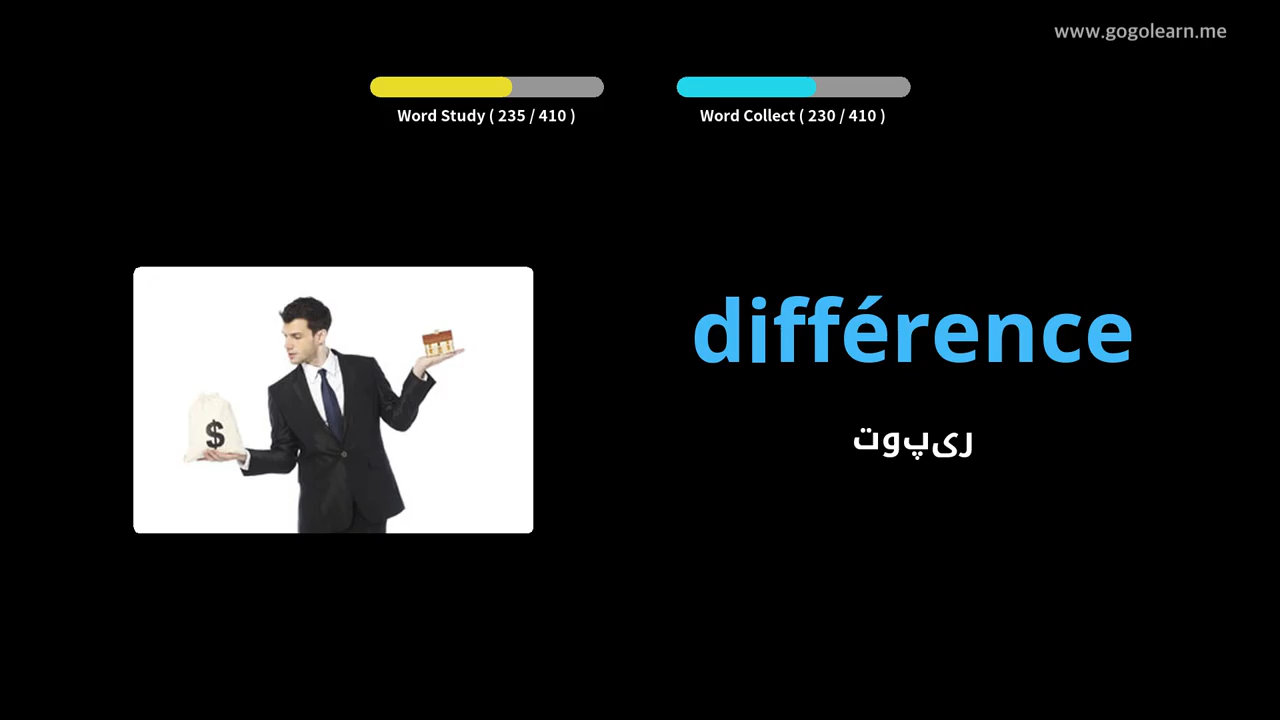 www.gogolearn.me
Word Study ( 235 / 410 )
Word Collect ( 230 / 410 )
différence
ریپوت
$